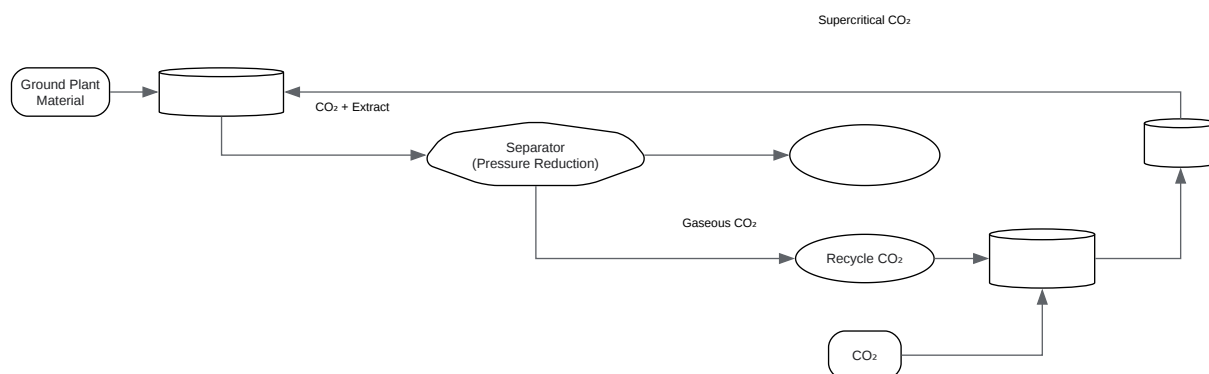 Supercritical CO₂
Ground Plant
Material
CO₂ + Extract
Separator
(Pressure Reduction)
Gaseous CO₂
Recycle CO₂
CO₂